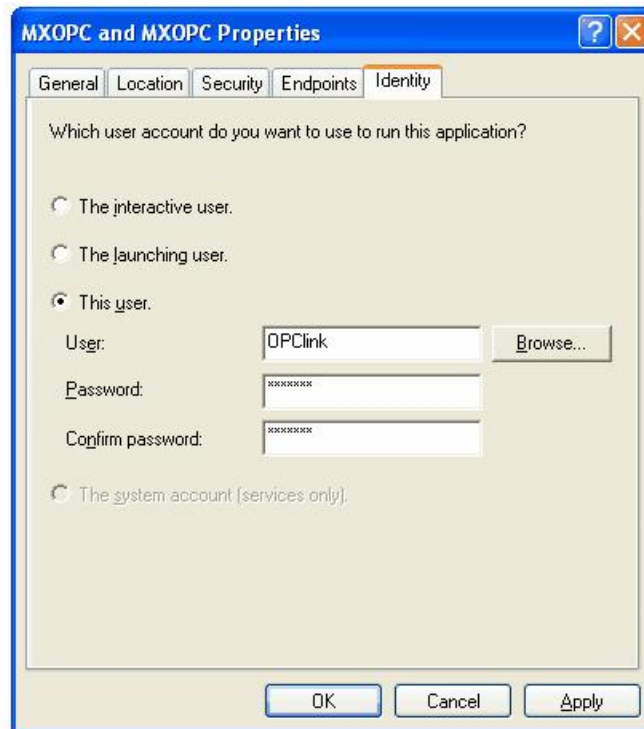 MXOPC and MXOPC Properties
General Location Security Endpoints Identity
Which user account do you want to use to run this application?
The interactive user.
The launching user.
This user.
User: OPClink Browse...
Password: *******
Confirm password: *******
The system account (services only).
OK Cancel Apply